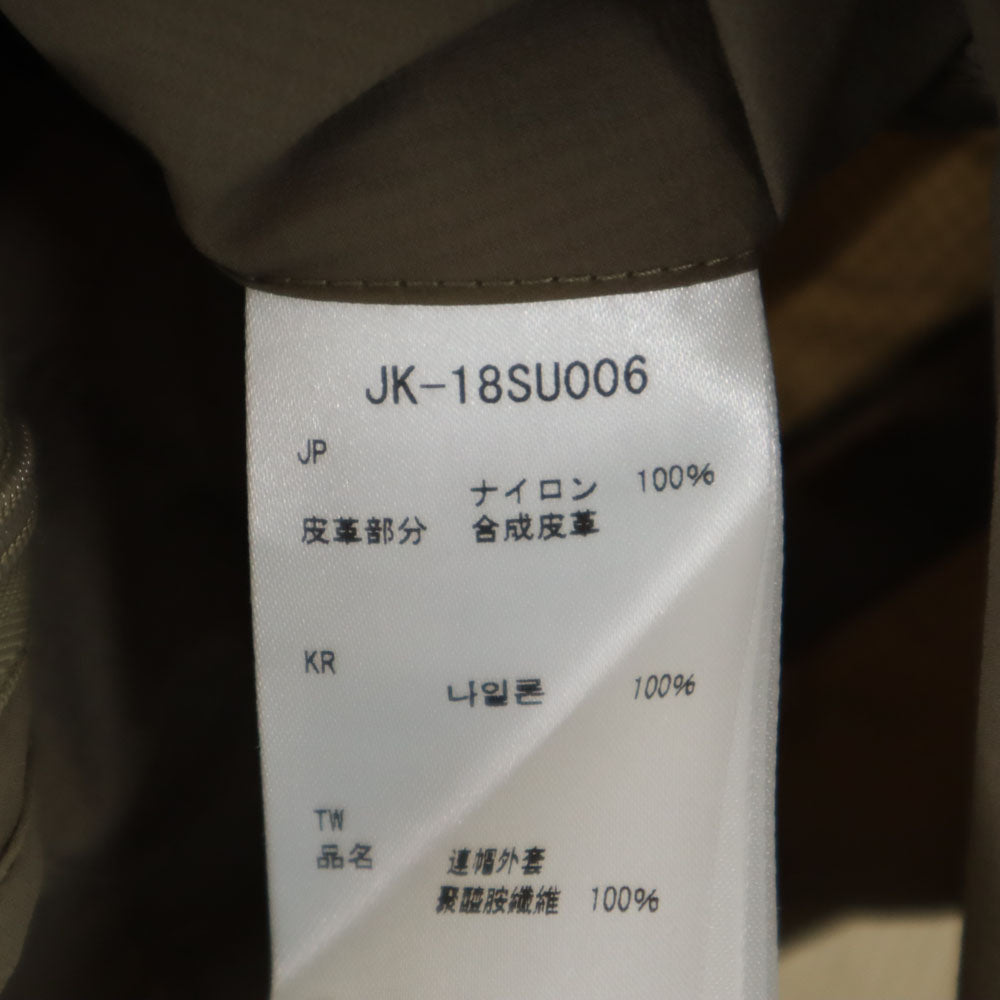 JK-18SU006
JP
ナイロン 100%
皮革部分 合成皮革
KR
나일론 100%
TW
品名 連帽外套
聚醯胺纖維 100%